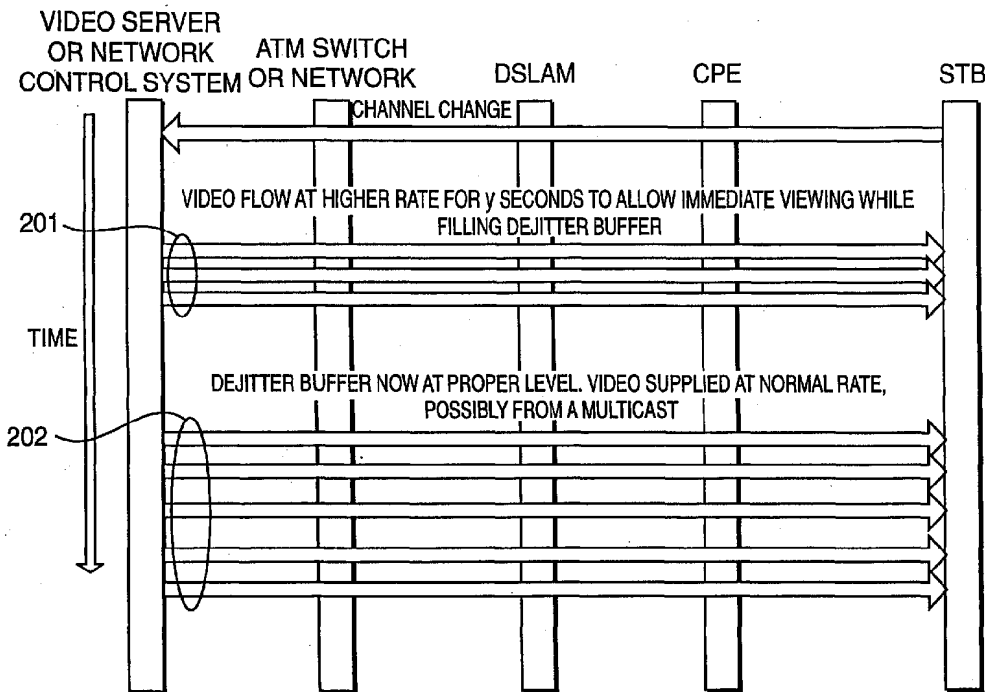 VIDEO SERVER
OR NETWORK
CONTROL SYSTEM
ATM SWITCH
OR NETWORK
DSLAM
CPE
STB
CHANNEL CHANGE
VIDEO FLOW AT HIGHER RATE FOR y SECONDS TO ALLOW IMMEDIATE VIEWING WHILE
FILLING DEJITTER BUFFER
201
TIME
DEJITTER BUFFER NOW AT PROPER LEVEL. VIDEO SUPPLIED AT NORMAL RATE,
POSSIBLY FROM A MULTICAST
202